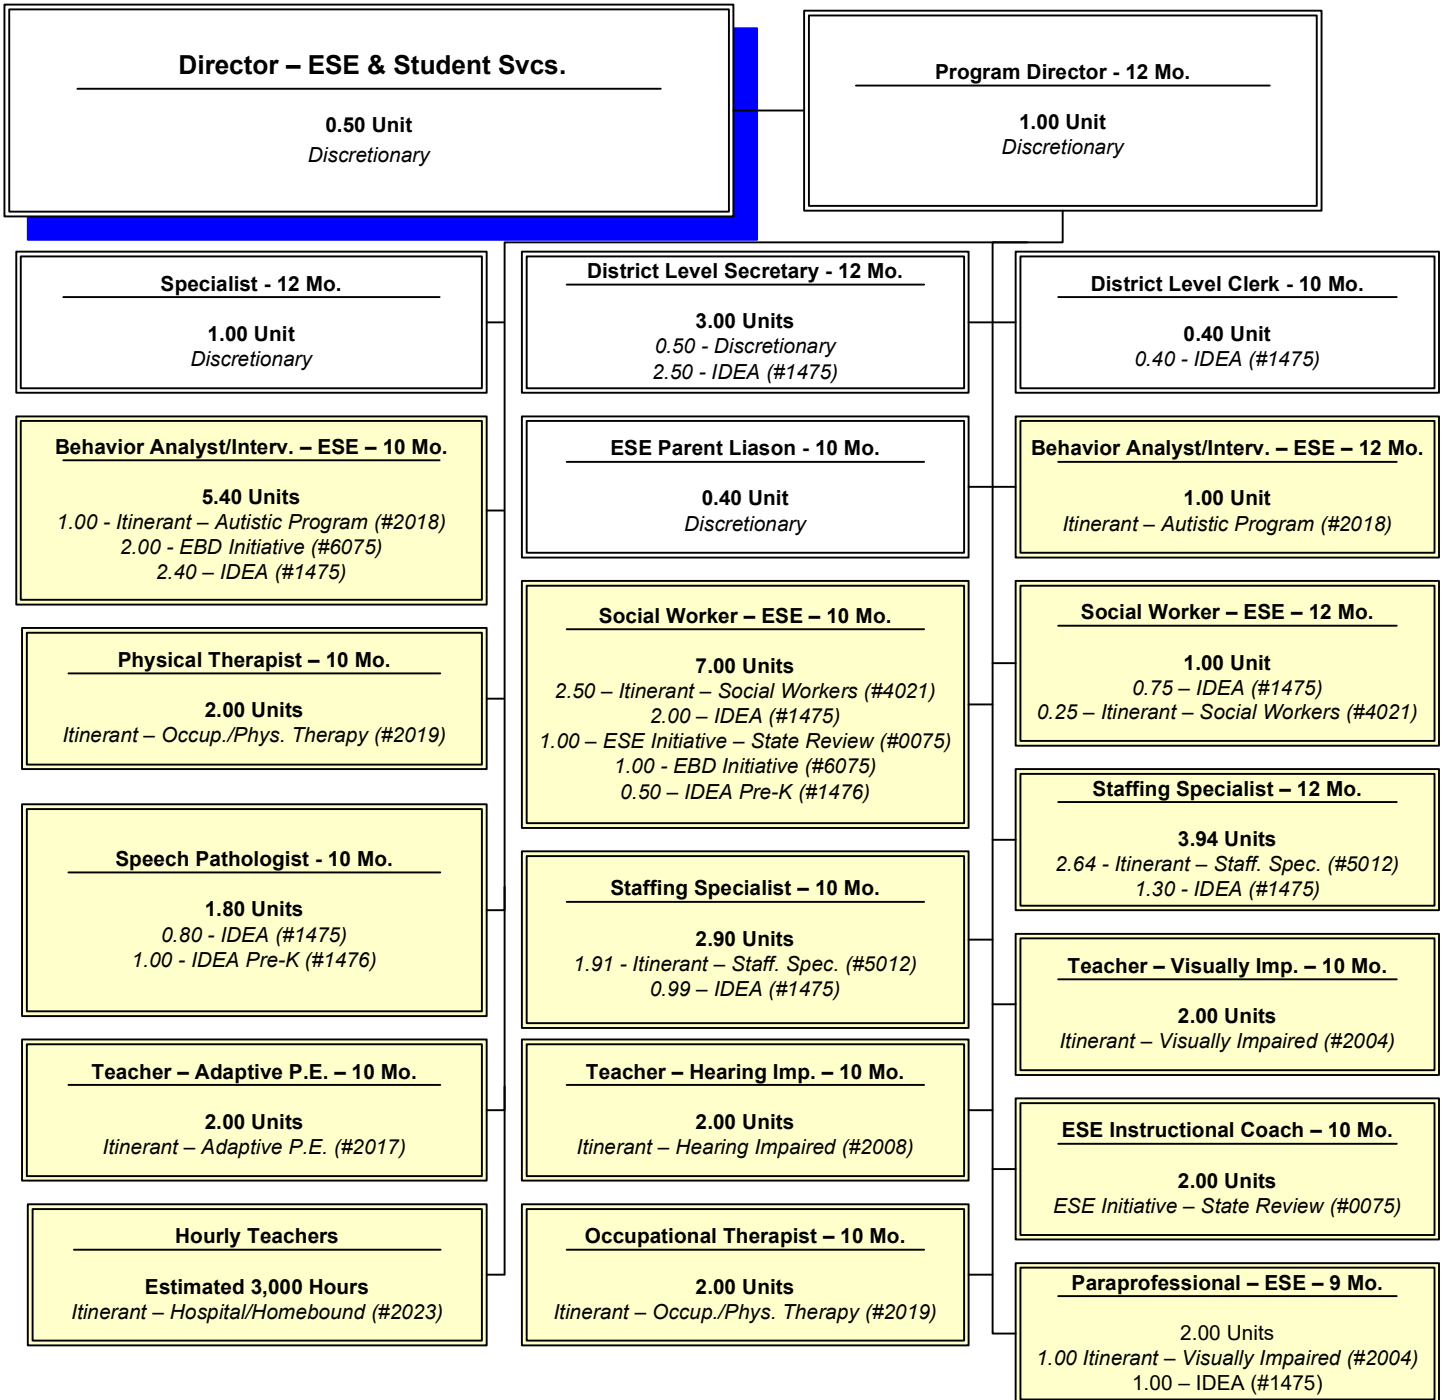 Director – ESE & Student Svcs.
0.50 Unit
Discretionary
Program Director - 12 Mo.
1.00 Unit
Discretionary
Specialist - 12 Mo.
1.00 Unit
Discretionary
District Level Secretary - 12 Mo.
3.00 Units
0.50 - Discretionary
2.50 - IDEA (#1475)
District Level Clerk - 10 Mo.
0.40 Unit
0.40 - IDEA (#1475)
Behavior Analyst/Interv. – ESE – 10 Mo.
5.40 Units
1.00 - Itinerant – Autistic Program (#2018)
2.00 - EBD Initiative (#6075)
2.40 – IDEA (#1475)
ESE Parent Liason - 10 Mo.
0.40 Unit
Discretionary
Behavior Analyst/Interv. – ESE – 12 Mo.
1.00 Unit
Itinerant – Autistic Program (#2018)
Physical Therapist – 10 Mo.
2.00 Units
Itinerant – Occup./Phys. Therapy (#2019)
Social Worker – ESE – 10 Mo.
7.00 Units
2.50 – Itinerant – Social Workers (#4021)
2.00 – IDEA (#1475)
1.00 – ESE Initiative – State Review (#0075)
1.00 - EBD Initiative (#6075)
0.50 – IDEA Pre-K (#1476)
Social Worker – ESE – 12 Mo.
1.00 Unit
0.75 – IDEA (#1475)
0.25 – Itinerant – Social Workers (#4021)
Speech Pathologist - 10 Mo.
1.80 Units
0.80 - IDEA (#1475)
1.00 - IDEA Pre-K (#1476)
Staffing Specialist – 10 Mo.
2.90 Units
1.91 - Itinerant – Staff. Spec. (#5012)
0.99 – IDEA (#1475)
Staffing Specialist – 12 Mo.
3.94 Units
2.64 - Itinerant – Staff. Spec. (#5012)
1.30 - IDEA (#1475)
Teacher – Visually Imp. – 10 Mo.
2.00 Units
Itinerant – Visually Impaired (#2004)
Teacher – Adaptive P.E. – 10 Mo.
2.00 Units
Itinerant – Adaptive P.E. (#2017)
Teacher – Hearing Imp. – 10 Mo.
2.00 Units
Itinerant – Hearing Impaired (#2008)
ESE Instructional Coach – 10 Mo.
2.00 Units
ESE Initiative – State Review (#0075)
Hourly Teachers
Estimated 3,000 Hours
Itinerant – Hospital/Homebound (#2023)
Occupational Therapist – 10 Mo.
2.00 Units
Itinerant – Occup./Phys. Therapy (#2019)
Paraprofessional – ESE – 9 Mo.
2.00 Units
1.00 Itinerant – Visually Impaired (#2004)
1.00 – IDEA (#1475)